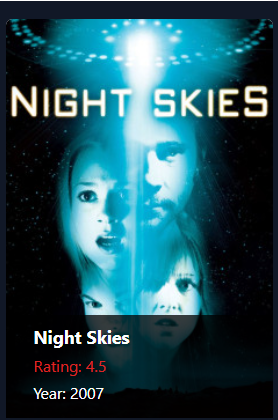 NIGHT SKIES
Night Skies
Rating: 4.5
Year: 2007